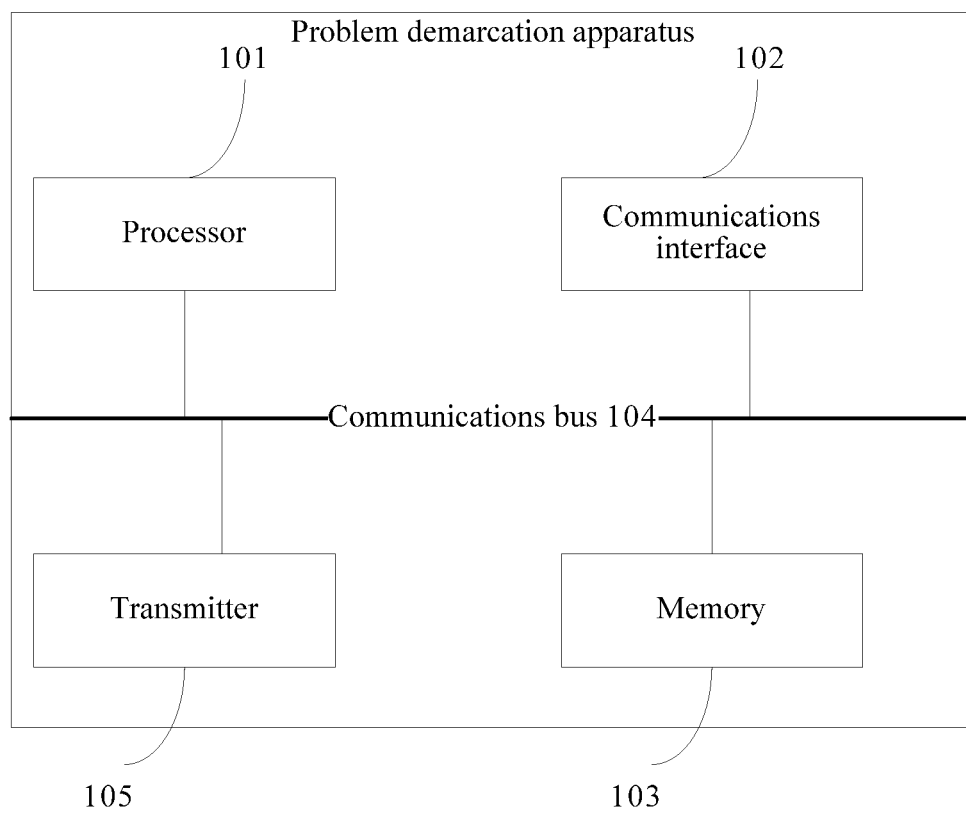 Problem demarcation apparatus
101
102
Processor
Communications
interface
Communications bus 104
Transmitter
Memory
105
103